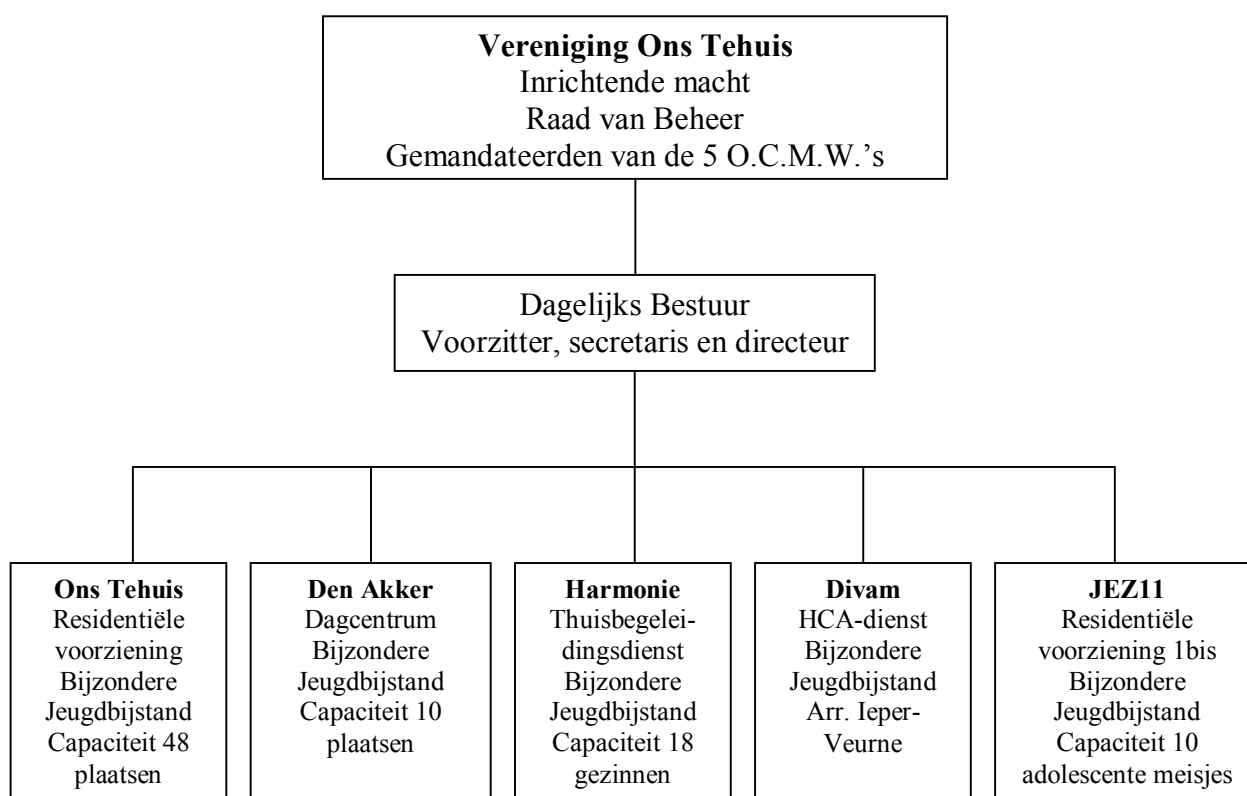 Vereniging Ons Tehuis
Inrichtende macht
Raad van Beheer
Gemandateerden van de 5 O.C.M.W.’s
Dagelijks Bestuur
Voorzitter, secretaris en directeur
Ons Tehuis
Residentiële
voorziening
Bijzondere
Jeugdbijstand
Capaciteit 48
plaatsen
Den Akker
Dagcentrum
Bijzondere
Jeugdbijstand
Capaciteit 10
plaatsen
Harmonie
Thuisbegelei-
dingsdienst
Bijzondere
Jeugdbijstand
Capaciteit 18
gezinnen
Divam
HCA-dienst
Bijzondere
Jeugdbijstand
Arr. Ieper-
Veurne
JEZ11
Residentiële
voorziening 1bis
Bijzondere
Jeugdbijstand
Capaciteit 10
adolescente meisjes